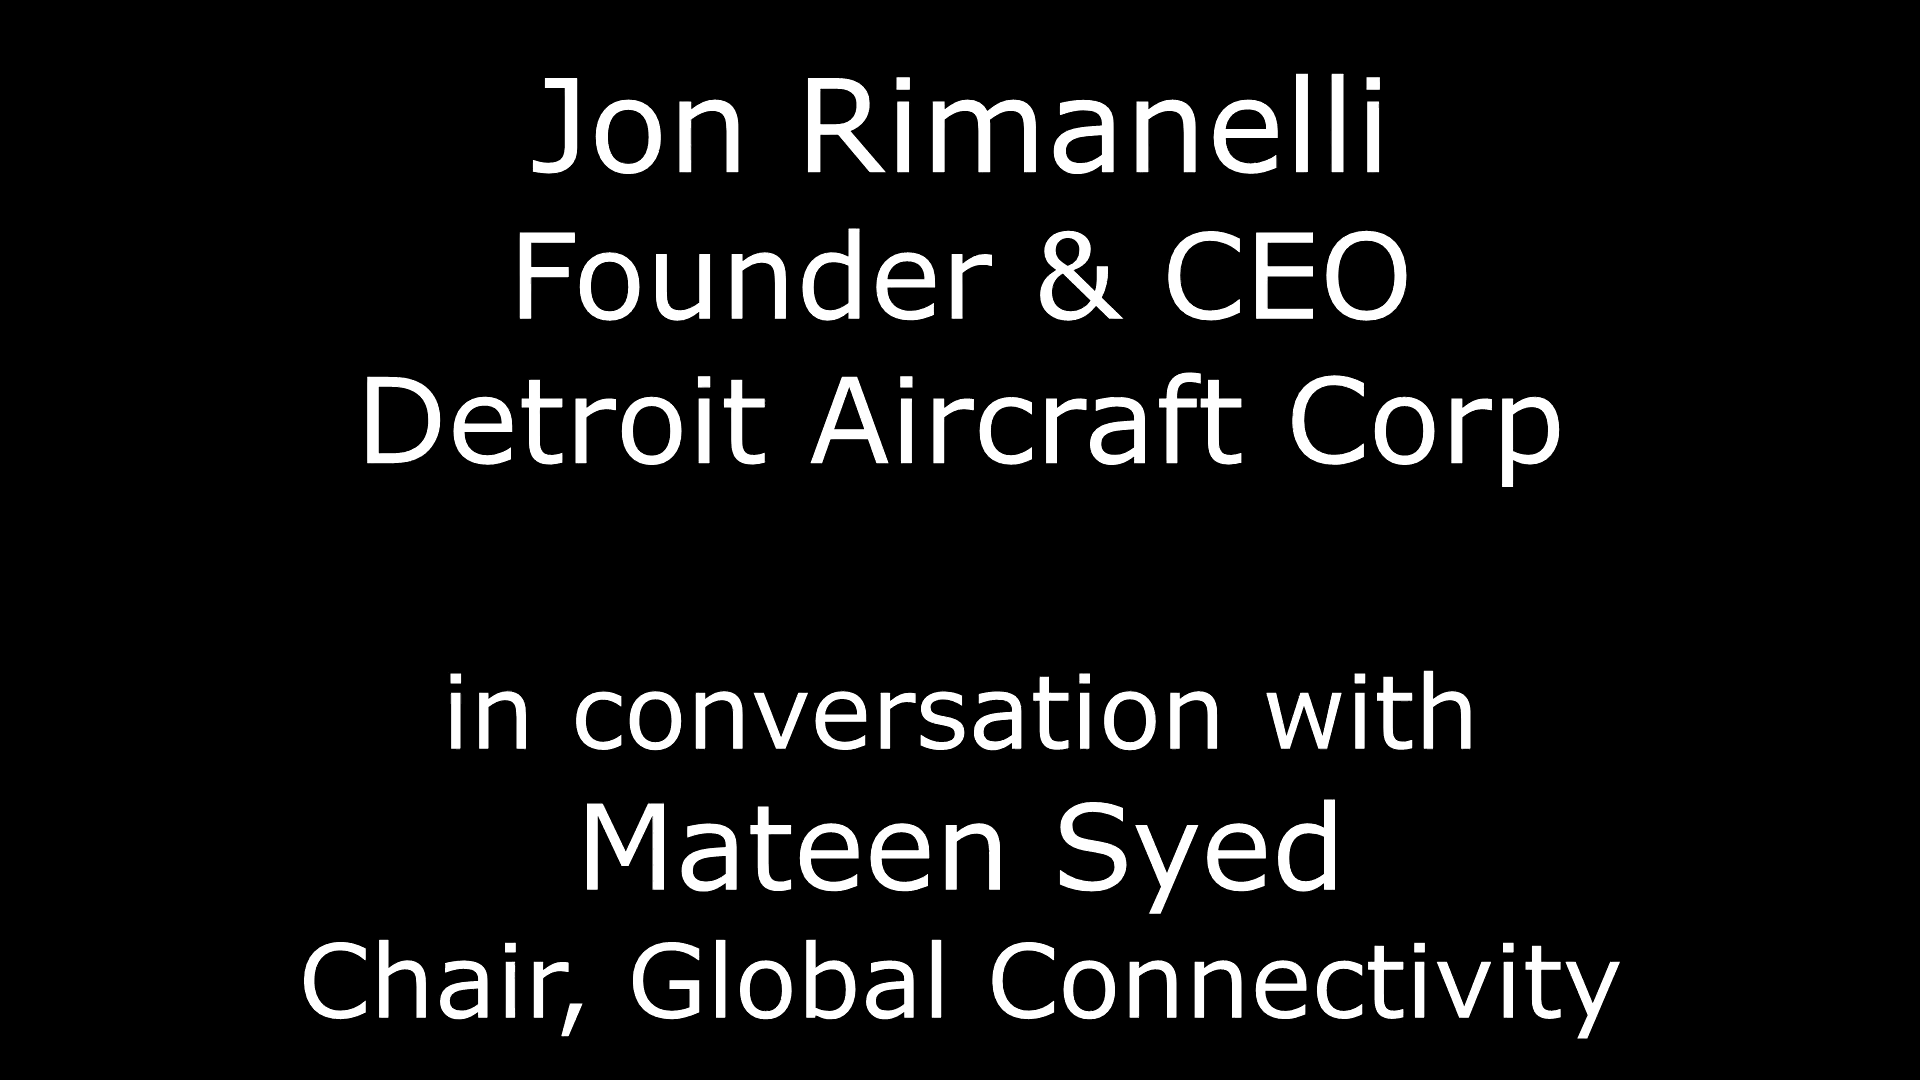 Jon Rimanelli
Founder & CEO
Detroit Aircraft Corp
in conversation with
Mateen Syed
Chair, Global Connectivity